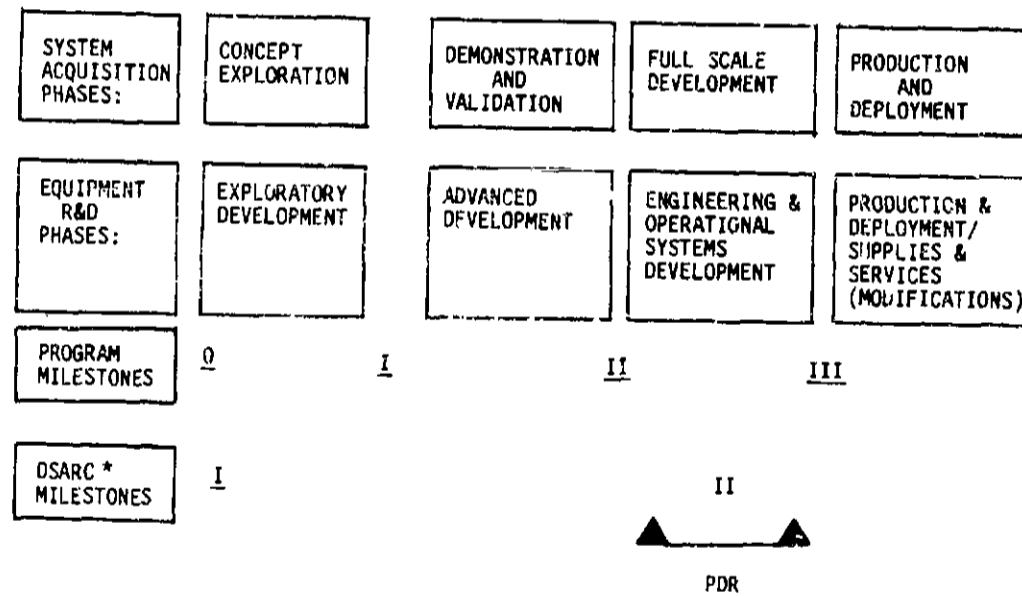 SYSTEM
ACQUISITION
PHASES:
CONCEPT
EXPLORATION
DEMONSTRATION
AND
VALIDATION
FULL SCALE
DEVELOPMENT
PRODUCTION
AND
DEPLOYMENT
EQUIPMENT
R&D
PHASES:
EXPLORATORY
DEVELOPMENT
ADVANCED
DEVELOPMENT
ENGINEERING &
OPERATIONAL
SYSTEMS
DEVELOPMENT
PRODUCTION &
DEPLOYMENT/
SUPPLIES &
SERVICES
(MODIFICATIONS)
PROGRAM
MILESTONES
0
I
II
III
DSARC *
MILESTONES
I
II
PDR